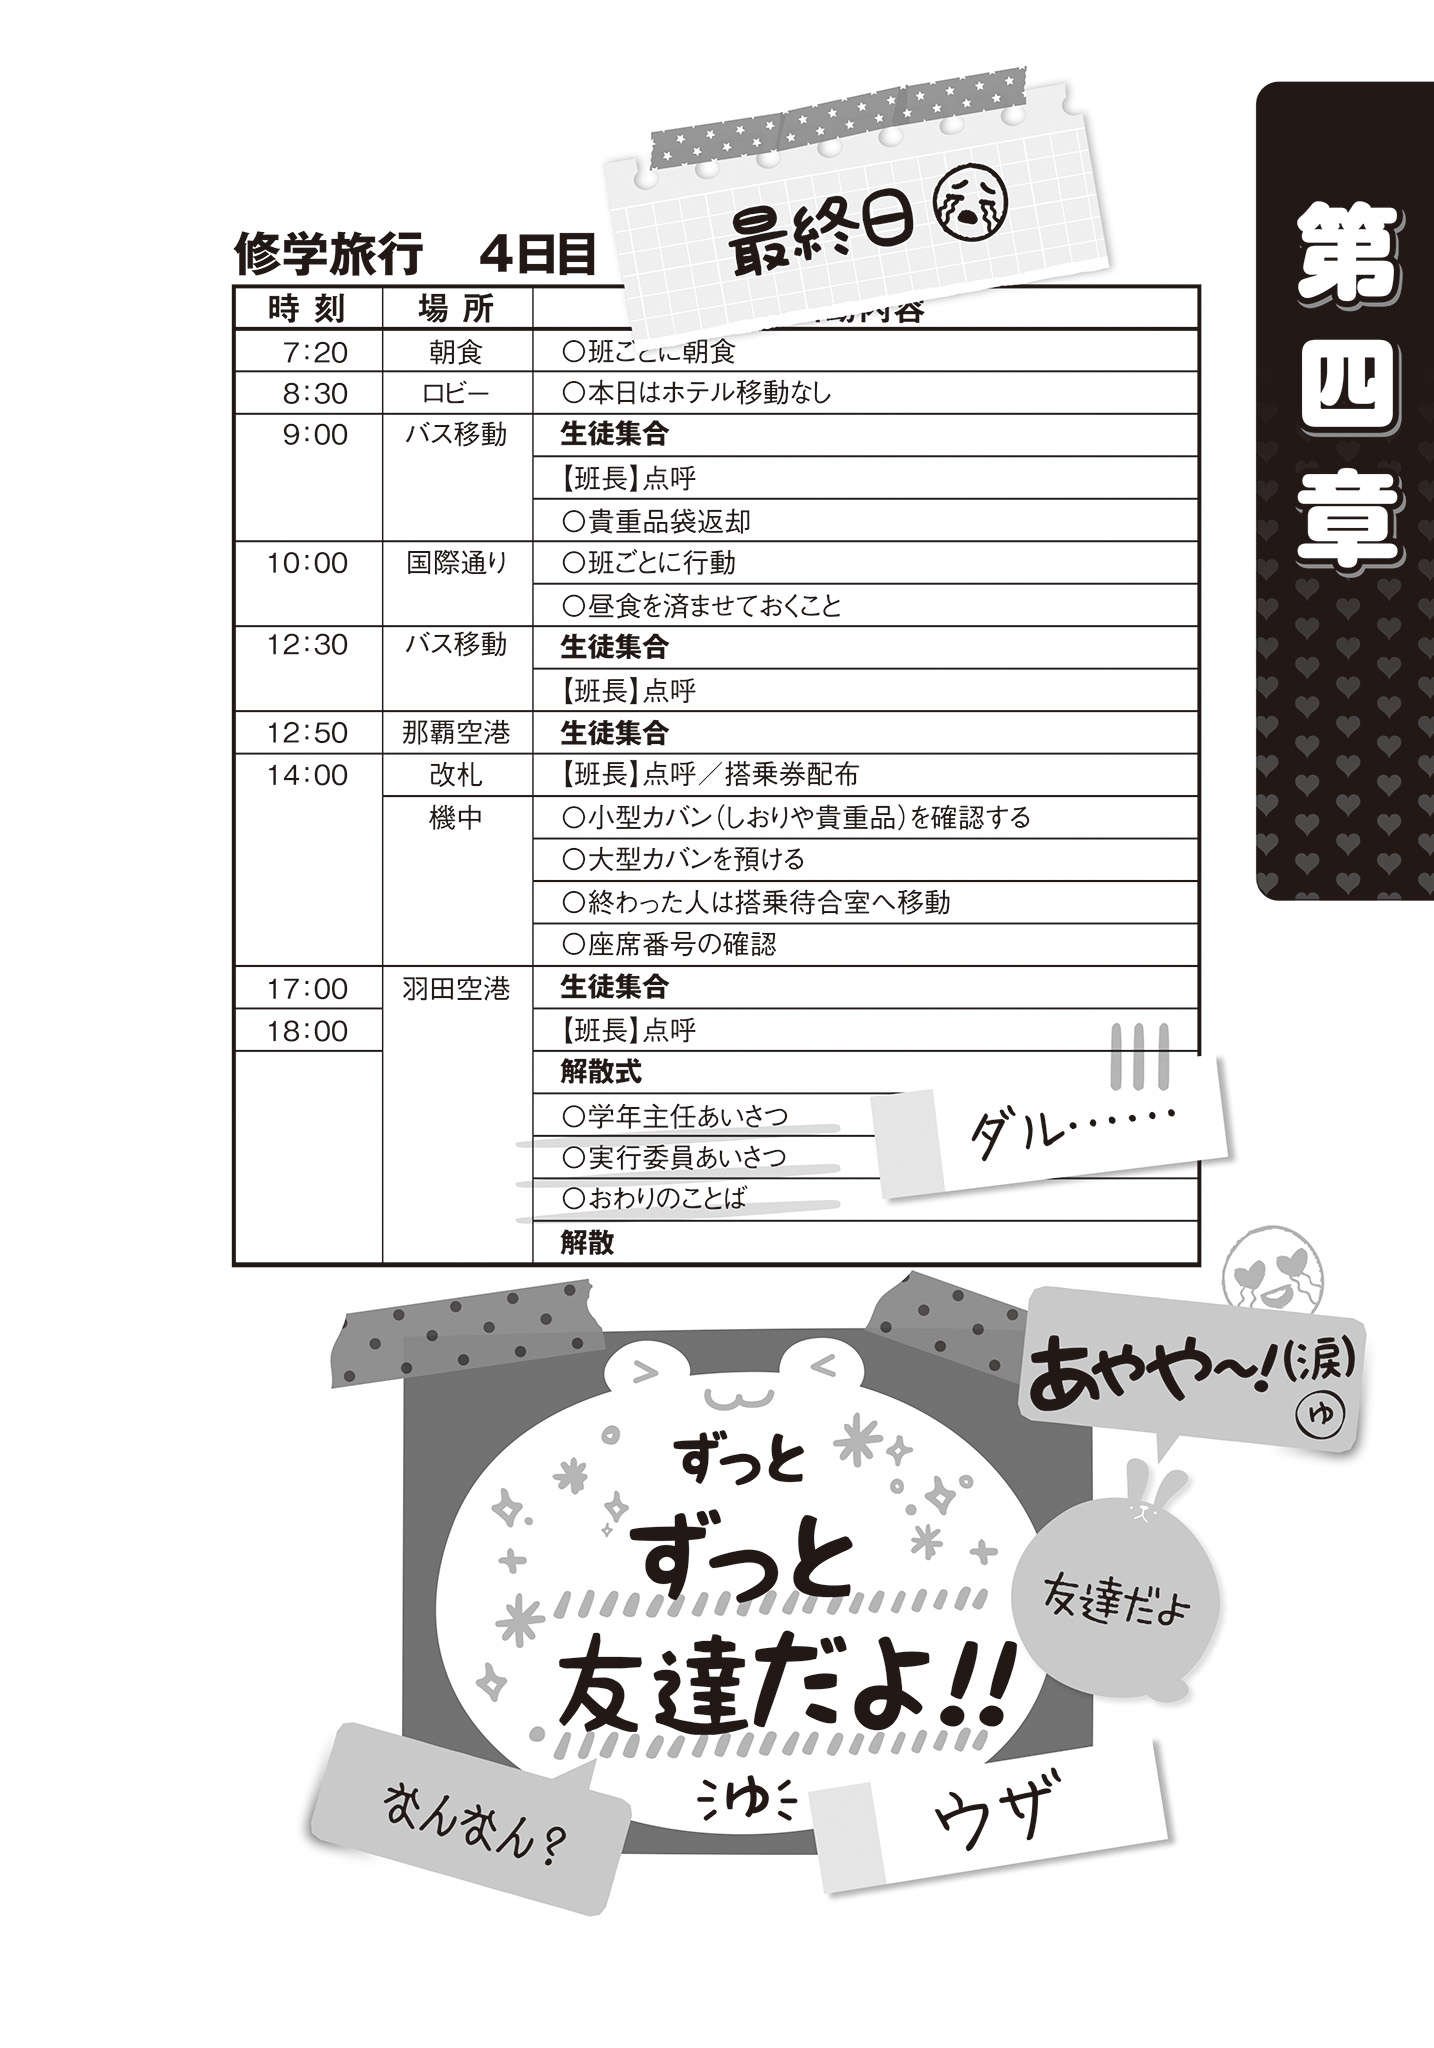 第四章
最終日
修学旅行　4日目
時刻　場所　動内容
7:20　朝食　○班ごとに朝食
8:30　ロビー　○本日はホテル移動なし
9:00　バス移動　生徒集合
【班長】点呼
○貴重品袋返却
10:00　国際通り　○班ごとに行動
○昼食を済ませておくこと
12:30　バス移動　生徒集合
【班長】点呼
12:50　那覇空港　生徒集合
14:00　改札　【班長】点呼／搭乗券配布
機中　○小型カバン（しおりや貴重品）を確認する
○大型カバンを預ける
○終わった人は搭乗待合室へ移動
○座席番号の確認
17:00　羽田空港　生徒集合
18:00　【班長】点呼
解散式
○学年主任あいさつ
○実行委員あいさつ
○おわりのことば
解散
ダル……
あやや〜!(涙)
ゆ
ずっと
ずっと
友達だよ!!
ゆ
友達だよ
なんなん?
ウザ